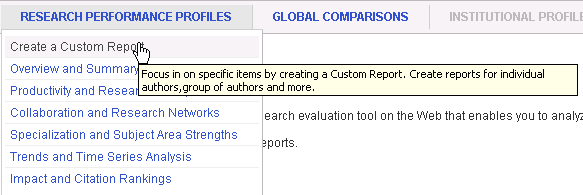 RESEARCH PERFORMANCE PROFILES GLOBAL COMPARISONS INSTITUTIONAL PROFILE
Create a Custom Report
Overview and Summary
Focus in on specific items by creating a Custom Report. Create reports for individual
authors,group of authors and more.
Productivity and Resea
Collaboration and Research Networks
earch evaluation tool on the Web that enables you to analyz
Specialization and Subject Area Strengths
eports.
Trends and Time Series Analysis
Impact and Citation Rankings